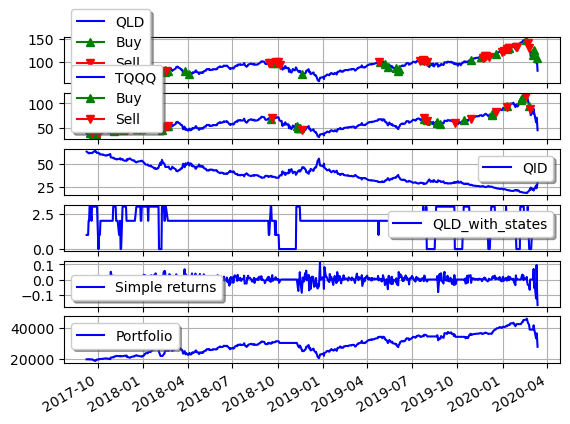 QLD
Buy
Sell
150
100
TQQQ
Buy
Sell
100
50
50
25
QID
2.5
0.0
QLD_with_states
0.1
0.0
−0.1
Simple returns
40000
20000
Portfolio
2017-10 2018-01 2018-04 2018-07 2018-10 2019-01 2019-04 2019-07 2019-10 2020-01 2020-04